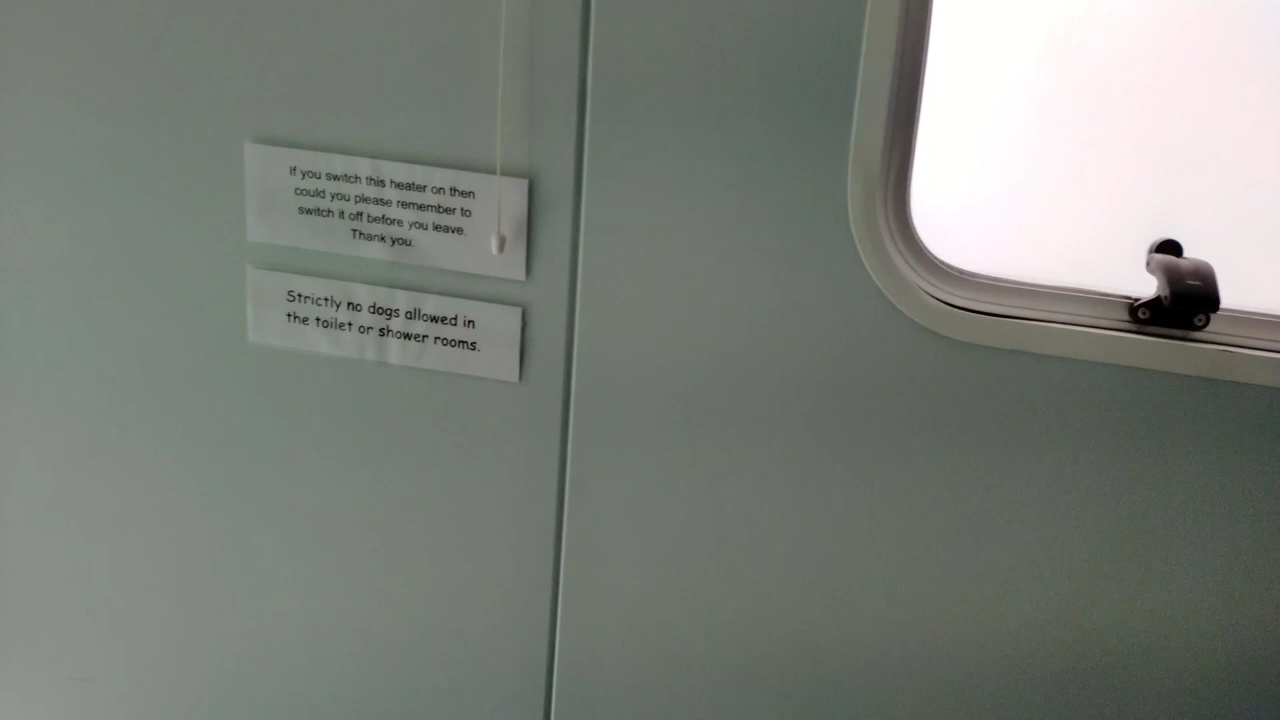 If you switch this heater on then
could you please remember to
switch it off before you leave.
Thank you.
Strictly no dogs allowed in
the toilet or shower rooms.